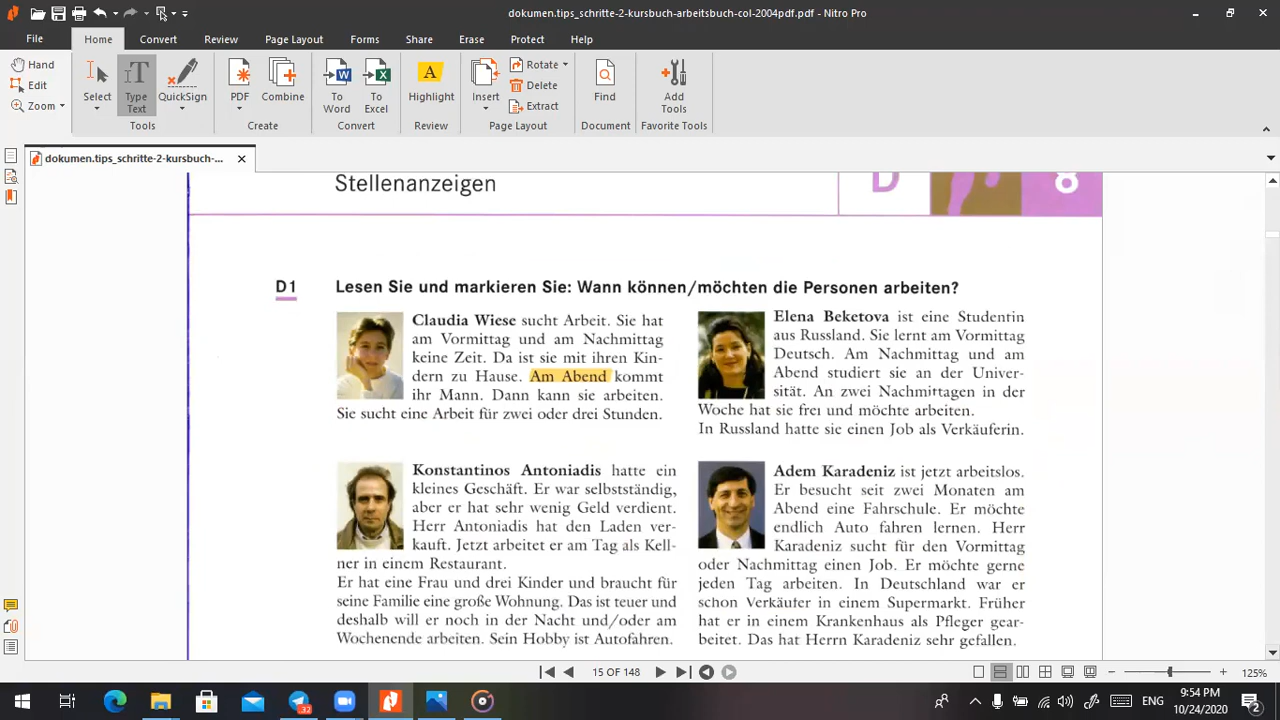 dokumen.tips_schritte-2-kursbuch-arbeitsbuch-col-2004pdf.pdf - Nitro Pro
File Home Convert Review Page Layout Forms Share Erase Protect Help
Hand
Edit
Zoom
Select
Type Text
QuickSign
Tools
PDF
Combine
Create
To Word
To Excel
Convert
Highlight
Review
Insert
Rotate
Delete
Extract
Page Layout
Find
Document
Add Tools
Favorite Tools
dokumen.tips_schritte-2-kursbuch-...
Stellenanzeigen
D
8
D1 Lesen Sie und markieren Sie: Wann können/möchten die Personen arbeiten?
Claudia Wiese sucht Arbeit. Sie hat
am Vormittag und am Nachmittag
keine Zeit. Da ist sie mit ihren Kin-
dern zu Hause. Am Abend kommt
ihr Mann. Dann kann sie arbeiten.
Sie sucht eine Arbeit für zwei oder drei Stunden.
Elena Beketova ist eine Studentin
aus Russland. Sie lernt am Vormittag
Deutsch. Am Nachmittag und am
Abend studiert sie an der Univer-
sität. An zwei Nachmittagen in der
Woche hat sie frei und möchte arbeiten.
In Russland hatte sie einen Job als Verkäuferin.
Konstantinos Antoniadis hatte ein
kleines Geschäft. Er war selbstständig,
aber er hat sehr wenig Geld verdient.
Herr Antoniadis hat den Laden ver-
kauft. Jetzt arbeitet er am Tag als Kell-
ner in einem Restaurant.
Er hat eine Frau und drei Kinder und braucht für
seine Familie eine große Wohnung. Das ist teuer und
deshalb will er noch in der Nacht und/oder am
Wochenende arbeiten. Sein Hobby ist Autofahren.
Adem Karadeniz ist jetzt arbeitslos.
Er besucht seit zwei Monaten am
Abend eine Fahrschule. Er möchte
endlich Auto fahren lernen. Herr
Karadeniz sucht für den Vormittag
oder Nachmittag einen Job. Er möchte gerne
jeden Tag arbeiten. In Deutschland war er
schon Verkäufer in einem Supermarkt. Früher
hat er in einem Krankenhaus als Pfleger gear-
beitet. Das hat Herrn Karadeniz sehr gefallen.
15 OF 148
125%
32
ENG
9:54 PM
10/24/2020
2